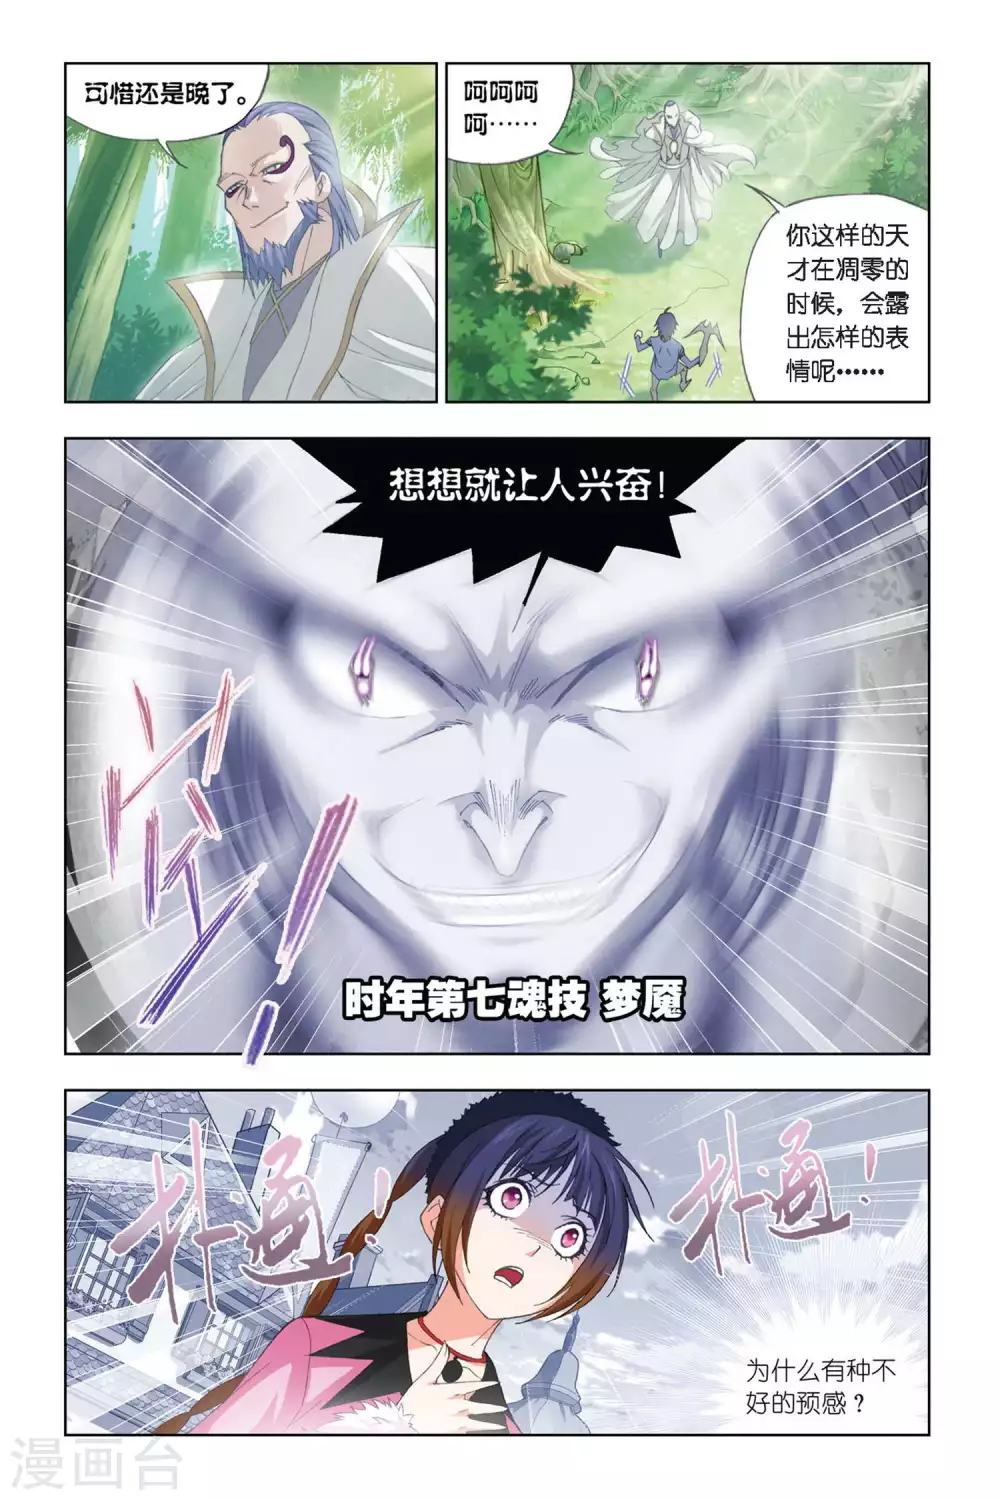 可惜还是晚了。
呵呵呵
呵……
你这样的天
才在凋零的
时候，会露
出怎样的表
情呢……
想想就让人兴奋！
时年第七魂技 梦魇
扑通！
扑通！
为什么有种不
好的预感？
漫画台